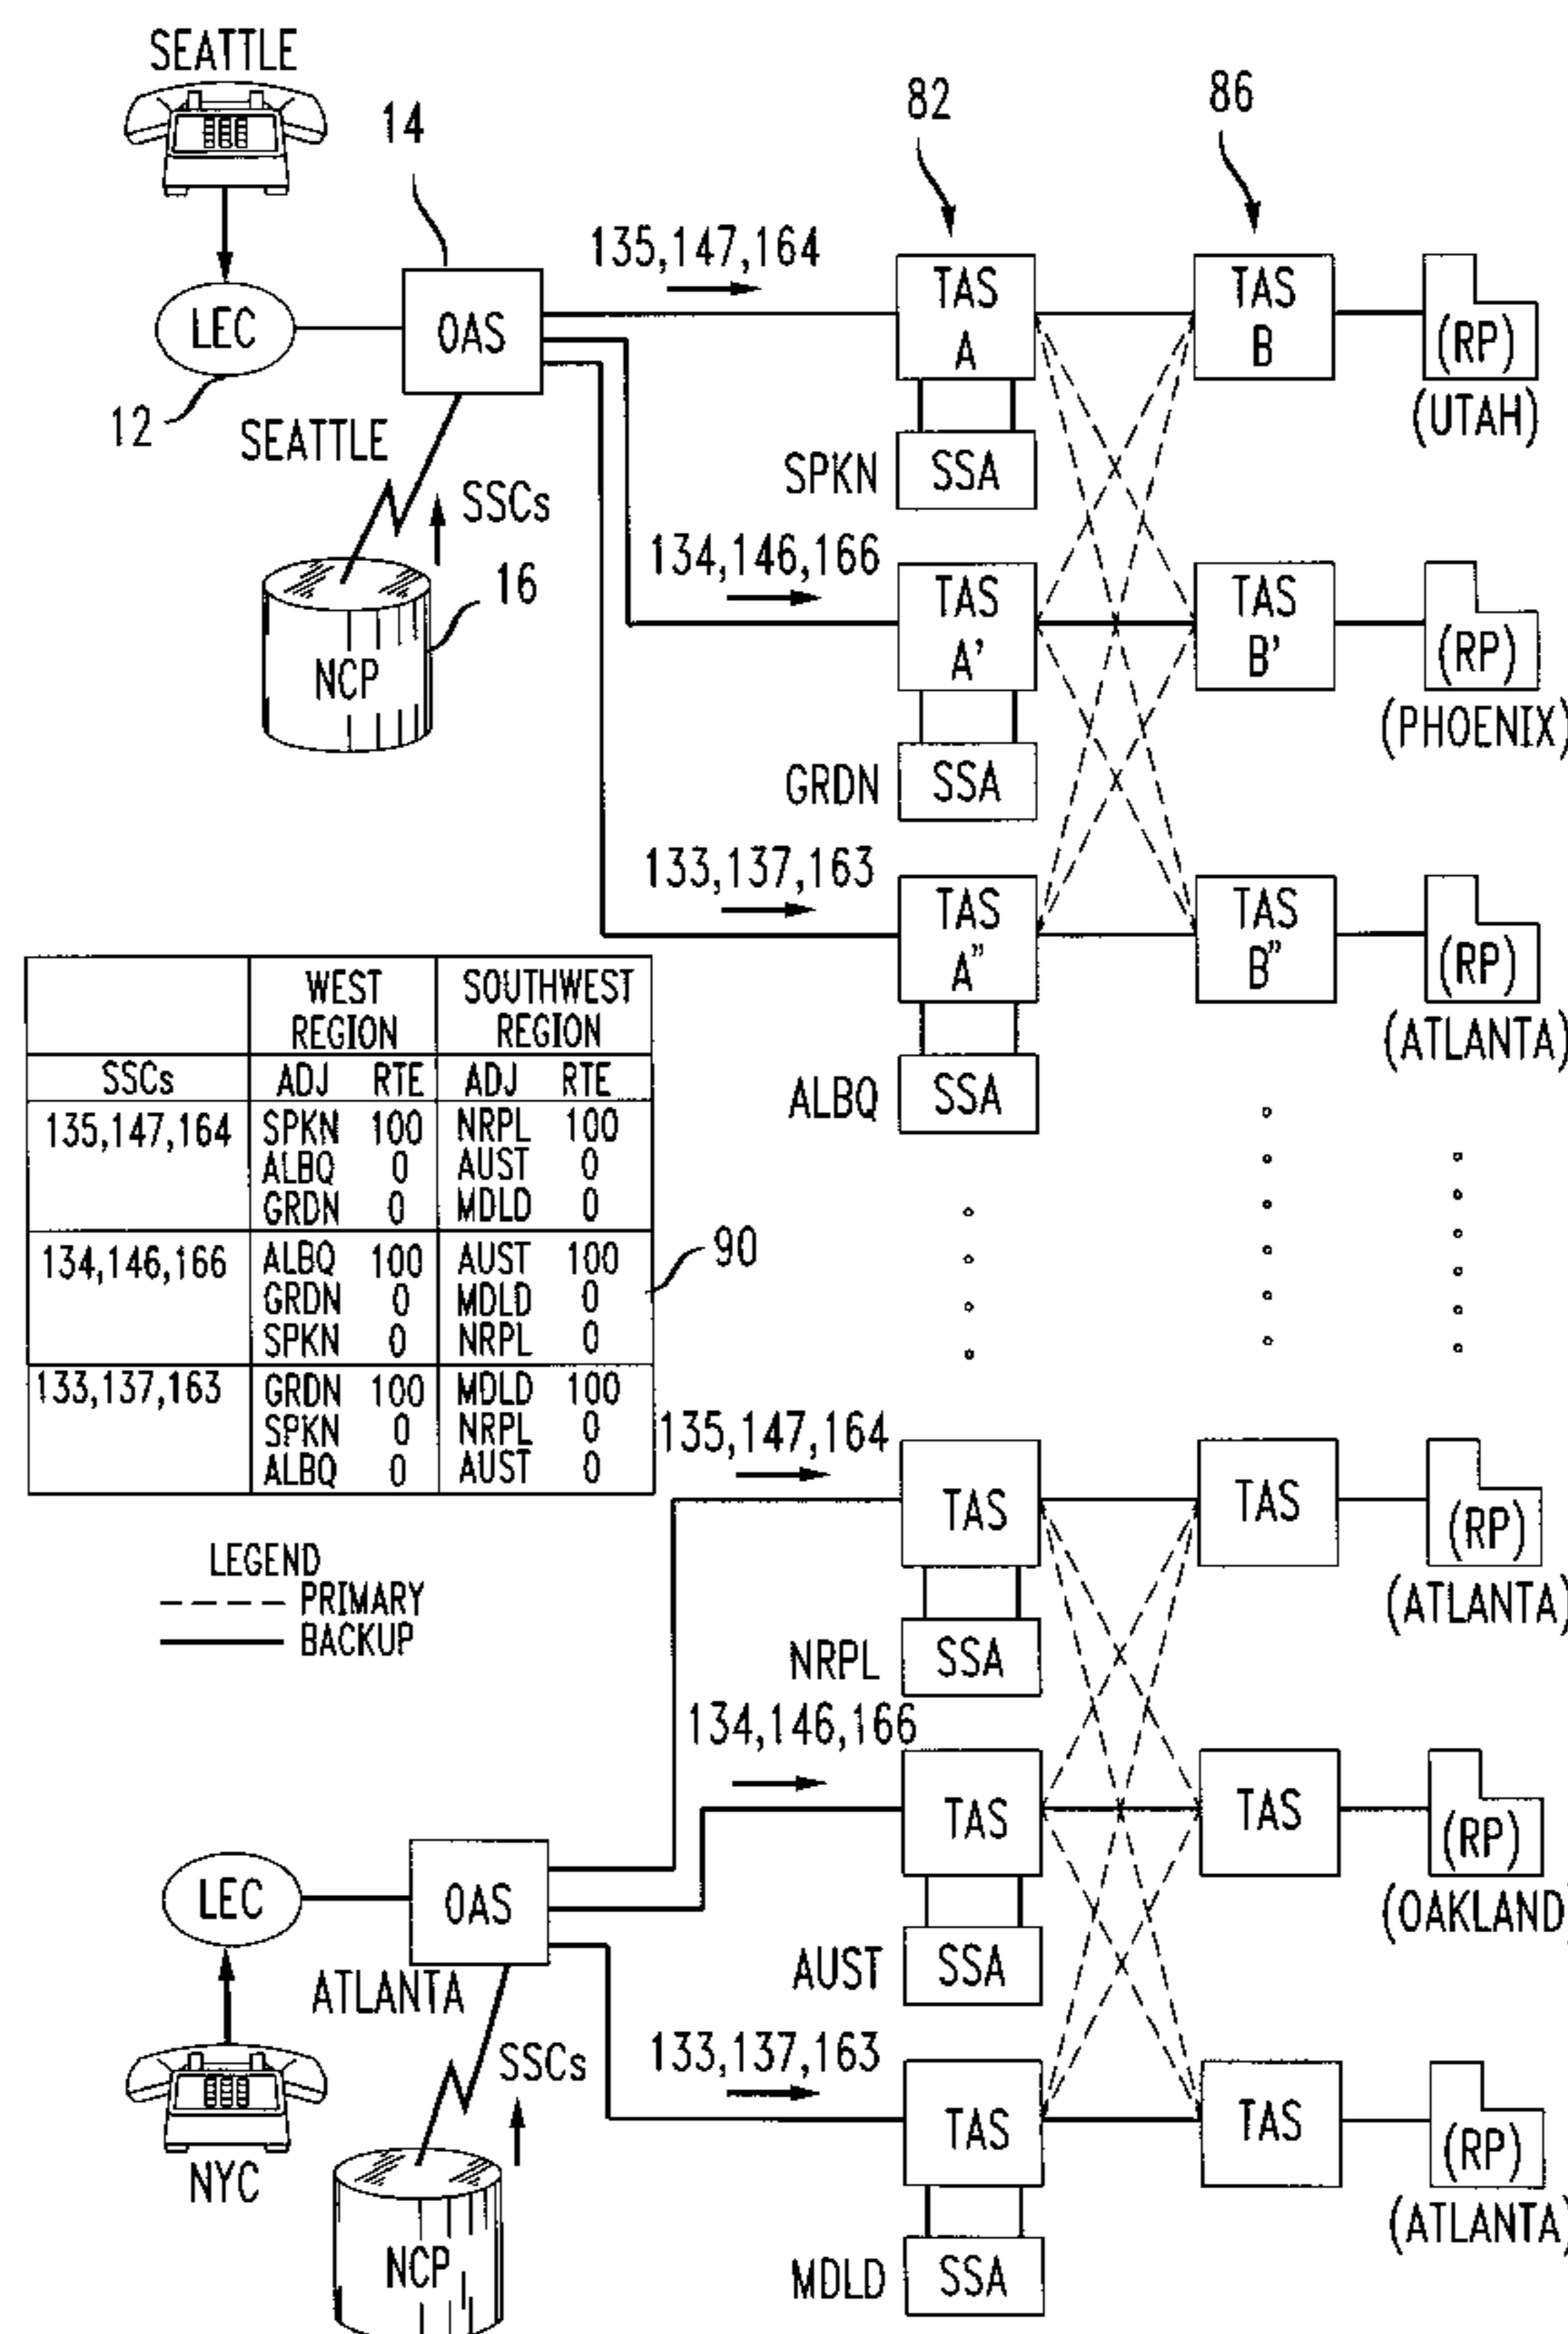 SEATTLE
14
82
86
135,147,164
LEC
OAS
TAS
A
TAS
B
(RP)
(UTAH)
12
SEATTLE
SPKN
SSA
SSCs
134,146,166
16
NCP
TAS
A'
TAS
B'
(RP)
(PHOENIX)
GRDN
SSA
133,137,163
TAS
A"
TAS
B"
(RP)
(ATLANTA)
ALBQ
SSA
WEST REGION SOUTHWEST REGION
SSCs ADJ RTE ADJ RTE
135,147,164 SPKN 100 NRPL 100
ALBQ 0 AUST 0
GRDN 0 MDLD 0
134,146,166 ALBQ 100 AUST 100
GRDN 0 MDLD 0
SPKN 0 NRPL 0
133,137,163 GRDN 100 MDLD 100
SPKN 0 NRPL 0
ALBQ 0 AUST 0
90
LEGEND
PRIMARY
BACKUP
135,147,164
TAS
TAS
(RP)
(ATLANTA)
NRPL
SSA
134,146,166
TAS
TAS
(RP)
(OAKLAND)
LEC
OAS
AUST
SSA
ATLANTA
SSCs
133,137,163
TAS
TAS
(RP)
(ATLANTA)
NYC
NCP
MDLD
SSA